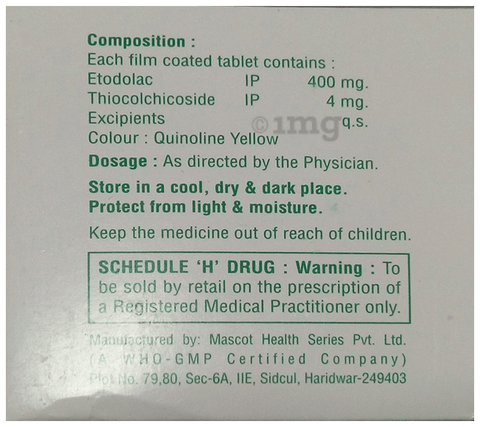 Composition :
Each film coated tablet contains :
Etodolac IP 400 mg.
Thiocolchicoside IP 4 mg.
Excipients q.s.
©1mg
Colour : Quinoline Yellow
Dosage : As directed by the Physician.
Store in a cool, dry & dark place.
Protect from light & moisture.
Keep the medicine out of reach of children.
SCHEDULE ‘H’ DRUG : Warning : To
be sold by retail on the prescription of
a Registered Medical Practitioner only.
Manufactured by: Mascot Health Series Pvt. Ltd.
(A WHO-GMP Certified Company)
Plot No. 79,80, Sec-6A, IIE, Sidcul, Haridwar-249403